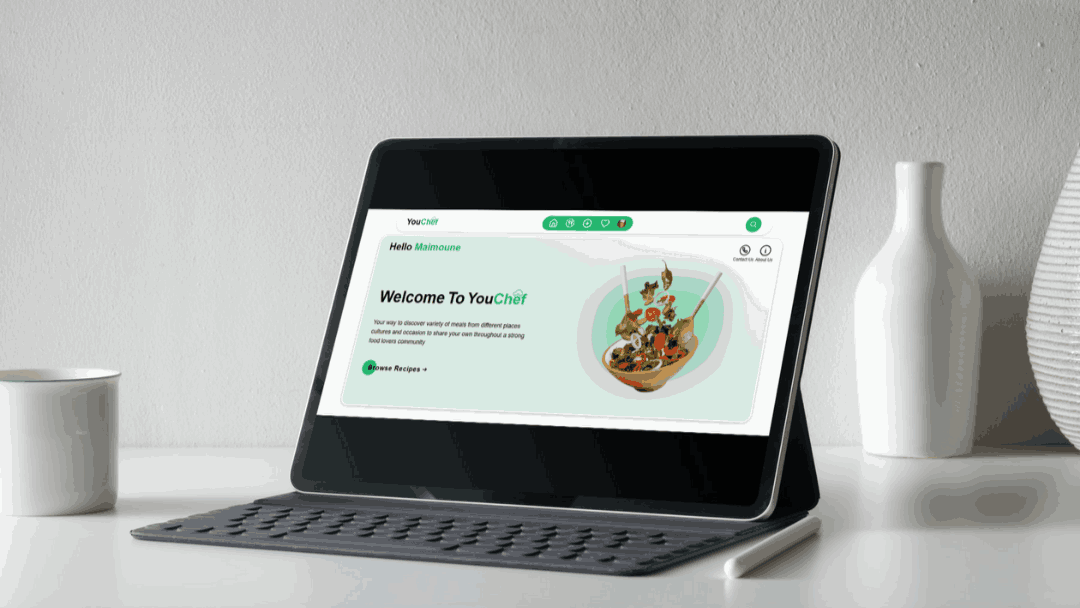 YouChef
Hello Maimoune
Contact Us About Us
Welcome To YouChef
Your way to discover variety of meals from different places
cultures and occasion to share your own throughout a strong
food lovers community
Browse Recipes →